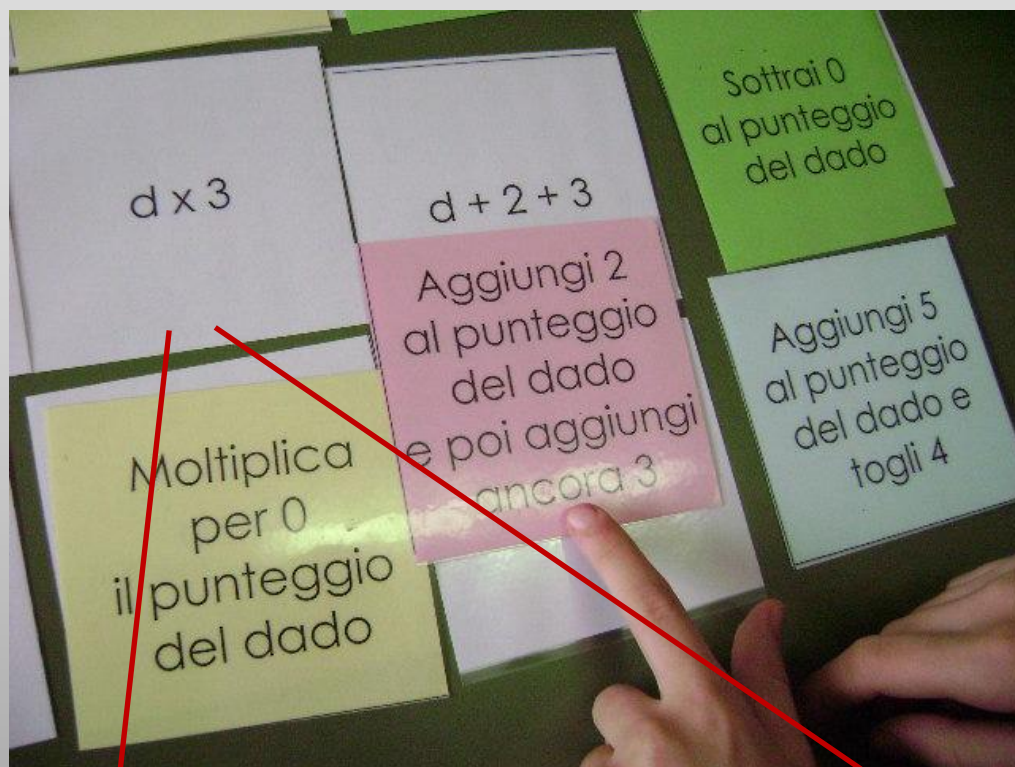 d x 3
d + 2 + 3
Sottrai 0
al punteggio
del dado
Aggiungi 2
al punteggio
del dado
e poi aggiungi
ancora 3
Aggiungi 5
al punteggio
del dado e
togli 4
Moltiplica
per 0
il punteggio
del dado